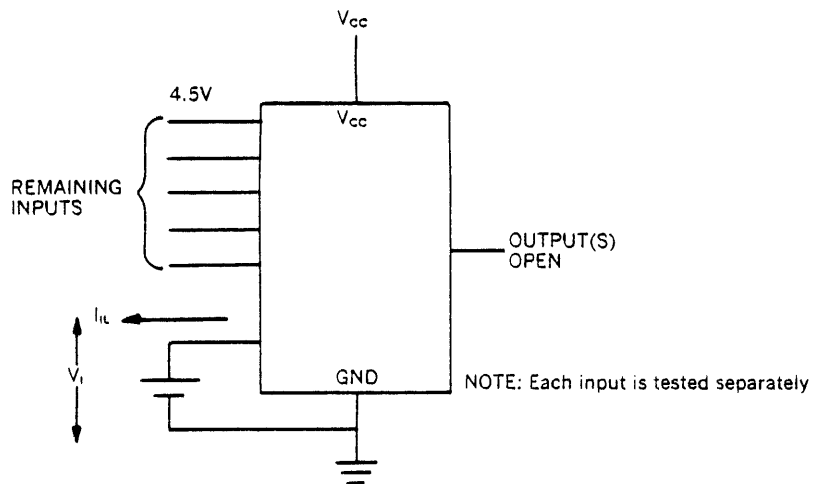 Vcc
4.5V
Vcc
REMAINING
INPUTS
OUTPUT(S)
OPEN
IIL
VI
GND
NOTE: Each input is tested separately